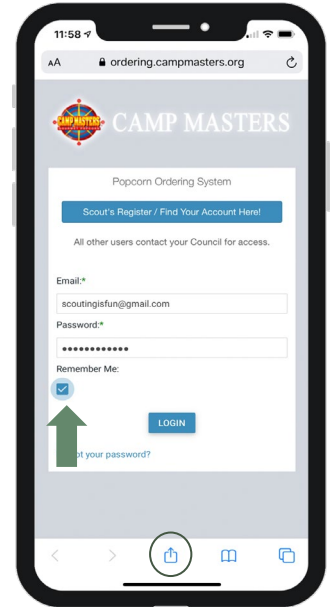 11:58
AA ordering.campmasters.org
CAMP MASTERS
CAMP MASTERS
Popcorn Ordering System
Scout's Register / Find Your Account Here!
All other users contact your Council for access.
Email:*
scoutingisfun@gmail.com
Password:*
••••••••••••
Remember Me:
LOGIN
ot your password?